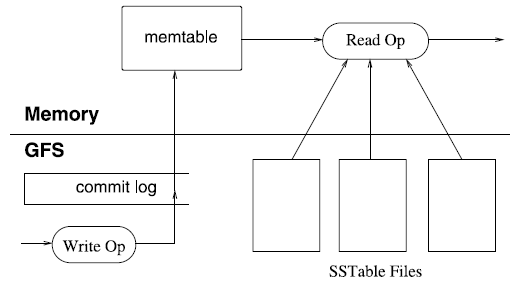 memtable
Read Op
Memory
GFS
commit log
Write Op
SSTable Files